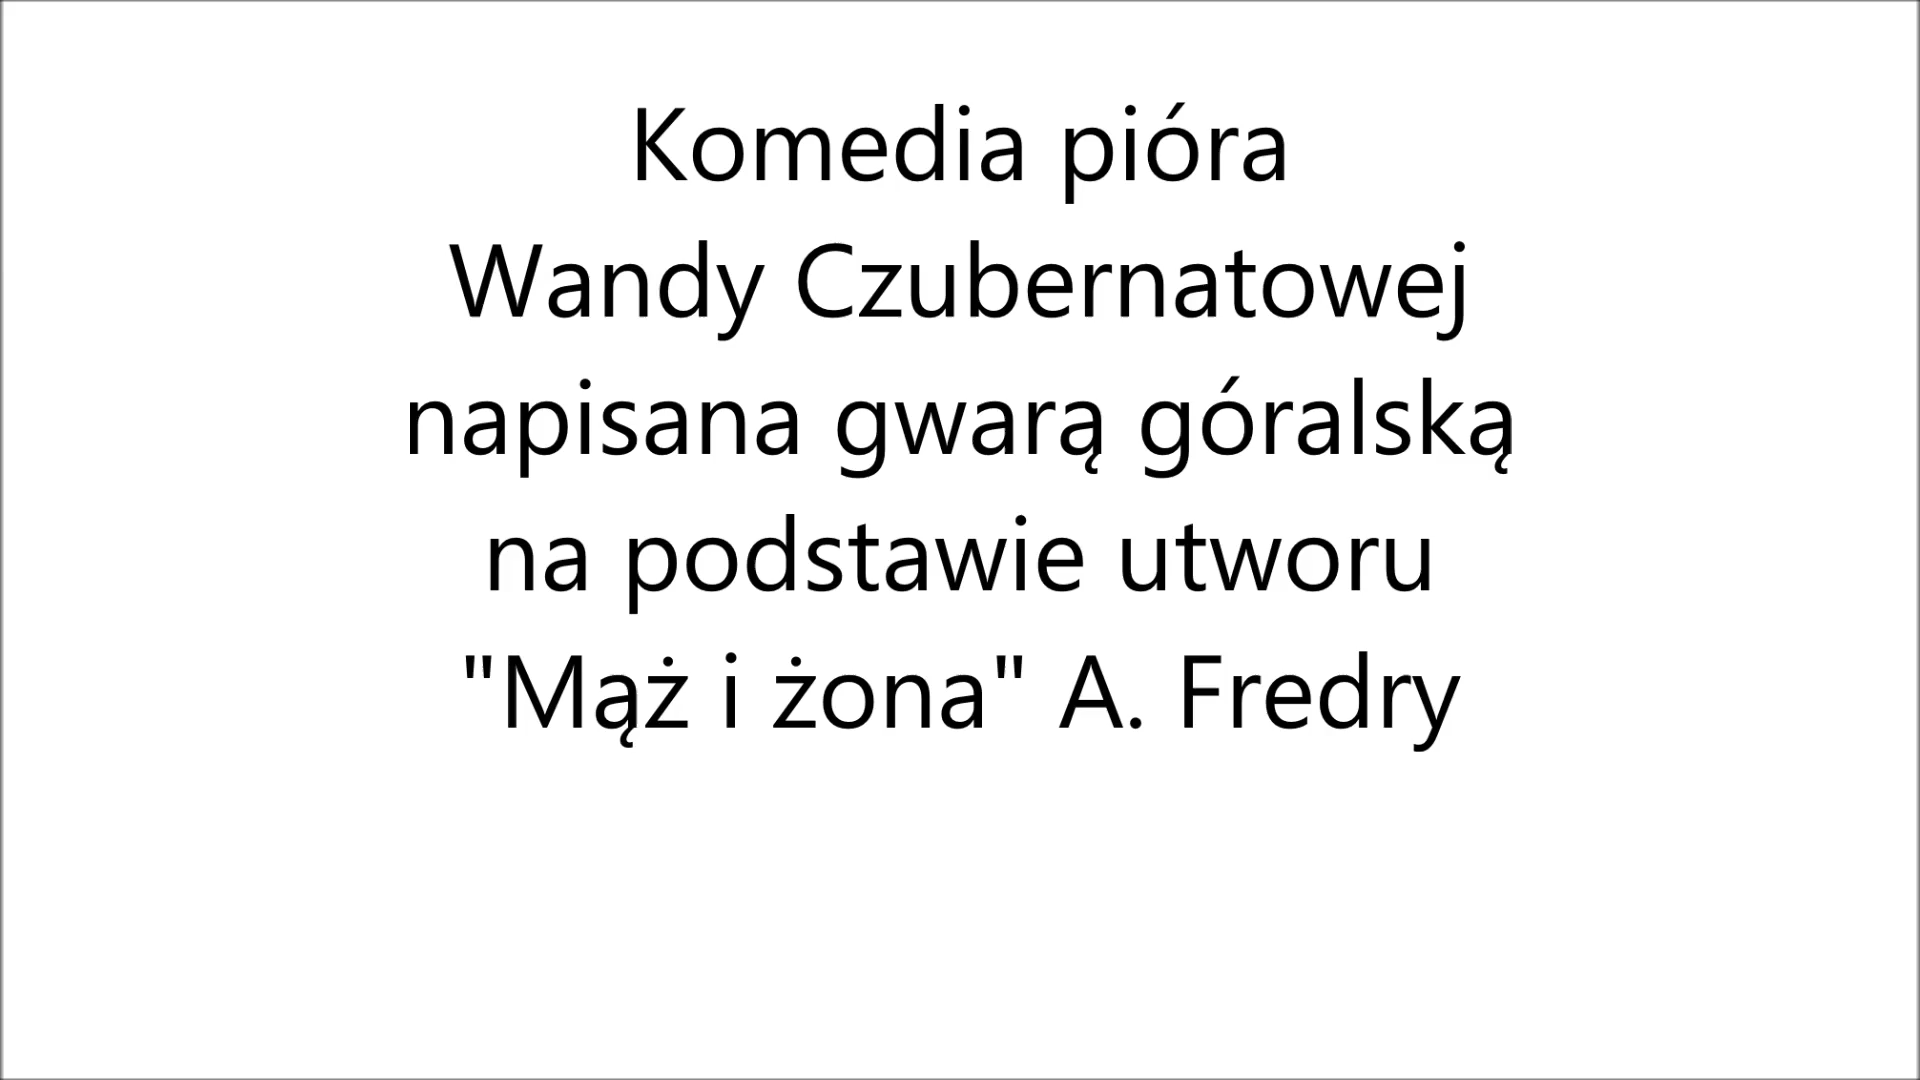 Komedia pióra
Wandy Czubernatowej
napisana gwarą góralską
na podstawie utworu
"Mąż i żona" A. Fredry